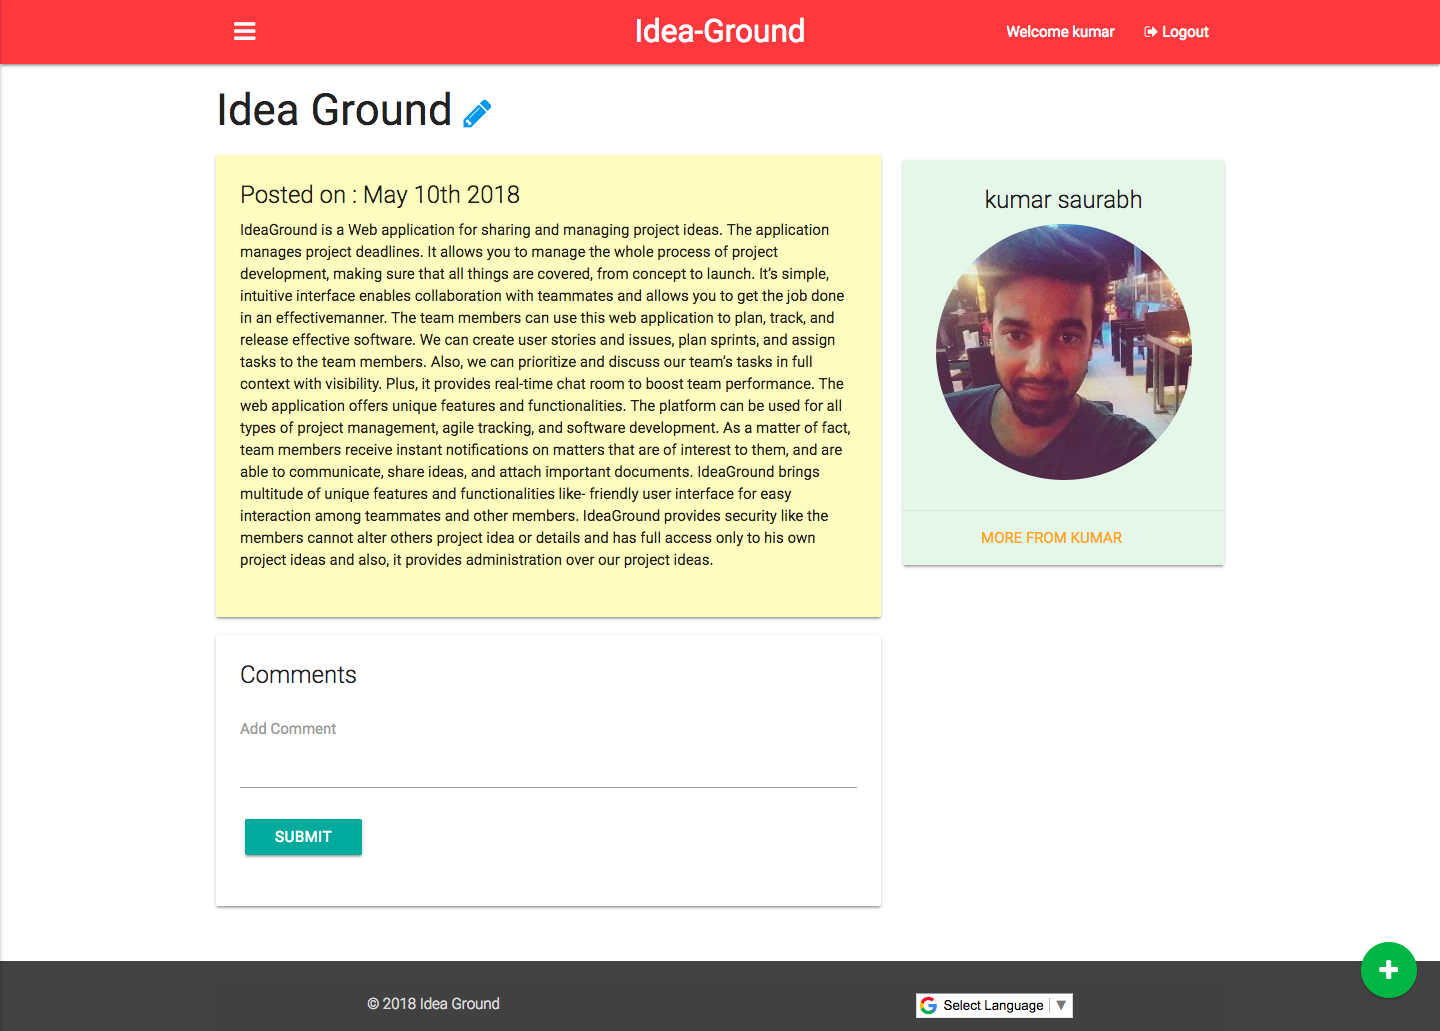 Idea-Ground
Welcome kumar
Logout
Idea Ground
Posted on : May 10th 2018
IdeaGround is a Web application for sharing and managing project ideas. The application
manages project deadlines. It allows you to manage the whole process of project
development, making sure that all things are covered, from concept to launch. It’s simple,
intuitive interface enables collaboration with teammates and allows you to get the job done
in an effectivemanner. The team members can use this web application to plan, track, and
release effective software. We can create user stories and issues, plan sprints, and assign
tasks to the team members. Also, we can prioritize and discuss our team’s tasks in full
context with visibility. Plus, it provides real-time chat room to boost team performance. The
web application offers unique features and functionalities. The platform can be used for all
types of project management, agile tracking, and software development. As a matter of fact,
team members receive instant notifications on matters that are of interest to them, and are
able to communicate, share ideas, and attach important documents. IdeaGround brings
multitude of unique features and functionalities like- friendly user interface for easy
interaction among teammates and other members. IdeaGround provides security like the
members cannot alter others project idea or details and has full access only to his own
project ideas and also, it provides administration over our project ideas.
kumar saurabh
MORE FROM KUMAR
Comments
Add Comment
SUBMIT
© 2018 Idea Ground
Select Language